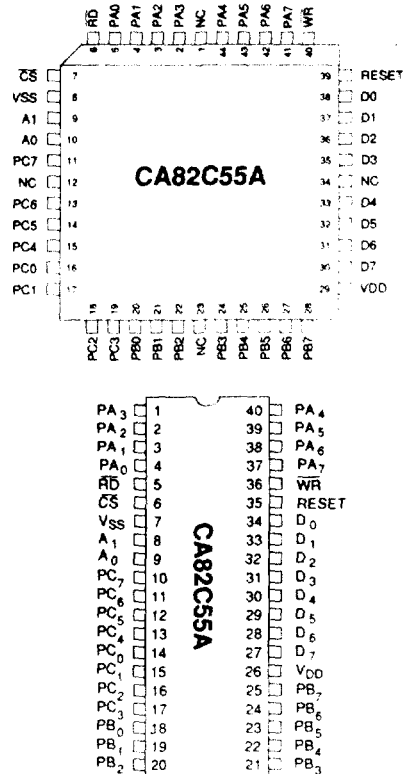 R̅D̅ PA0 PA1 PA2 PA3 NC PA4 PA5 PA6 PA7 W̅R̅
6 5 4 3 2 1 44 43 42 41 40
C̅S̅ 7 39 RESET
VSS 8 38 D0
A1 9 37 D1
A0 10 36 D2
PC7 11 35 D3
NC 12 34 NC
PC6 13 33 D4
PC5 14 32 D5
PC4 15 31 D6
PC0 16 30 D7
PC1 17 29 VDD
CA82C55A
18 19 20 21 22 23 24 25 26 27 28
PC2 PC3 PB0 PB1 PB2 NC PB3 PB4 PB5 PB6 PB7
PA3 1 40 PA4
PA2 2 39 PA5
PA1 3 38 PA6
PA0 4 37 PA7
R̅D̅ 5 36 W̅R̅
C̅S̅ 6 35 RESET
VSS 7 34 D0
A1 8 33 D1
A0 9 32 D2
PC7 10 31 D3
PC6 11 30 D4
PC5 12 29 D5
PC4 13 28 D6
PC0 14 27 D7
PC1 15 26 VDD
PC2 16 25 PB7
PC3 17 24 PB6
PB0 18 23 PB5
PB1 19 22 PB4
PB2 20 21 PB3
CA82C55A